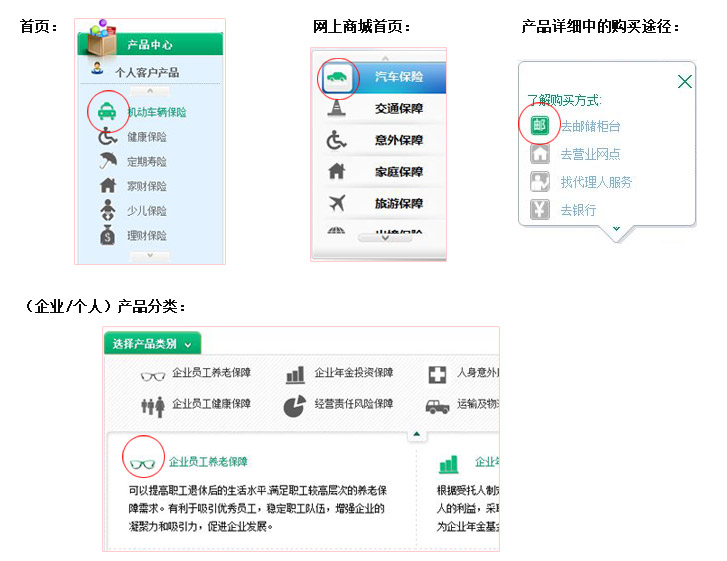 首页：
网上商城首页：
产品详细中的购买途径：
产品中心
个人客户产品
机动车辆保险
健康保险
定期寿险
家财保险
少儿保险
理财保险
汽车保险
交通保障
意外保障
家庭保障
旅游保障
出境保险
了解购买方式:
邮 去邮储柜台
去营业网点
找代理人服务
¥ 去银行
（企业/个人）产品分类：
选择产品类别
企业员工养老保障 企业年金投资保障 人身意外
企业员工健康保障 经营责任风险保障 运输及物
企业员工养老保障
可以提高职工退休后的生活水平.满足职工较高层次的养老保
障需求。有利于吸引优秀员工，稳定职工队伍，增强企业的
凝聚力和吸引力，促进企业发展。
企业年
根据受托人制
人的利益，采
为企业年金基